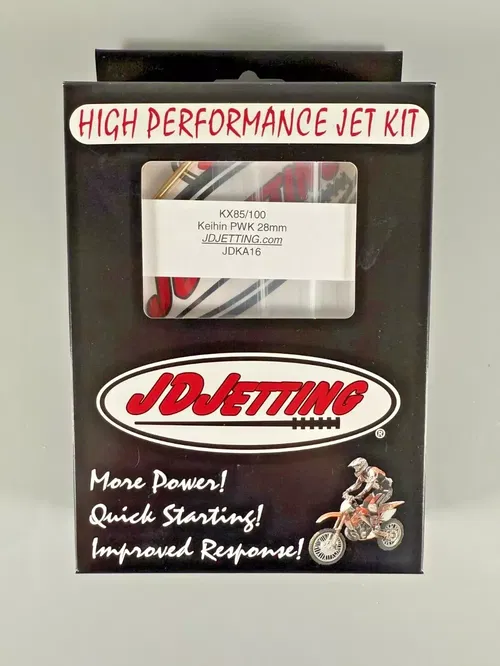 HIGH PERFORMANCE JET KIT
KX85/100
Keihin PWK 28mm
JDJETTING.com
JDKA16
JDJETTING
®
More Power!
Quick Starting!
Improved Response!